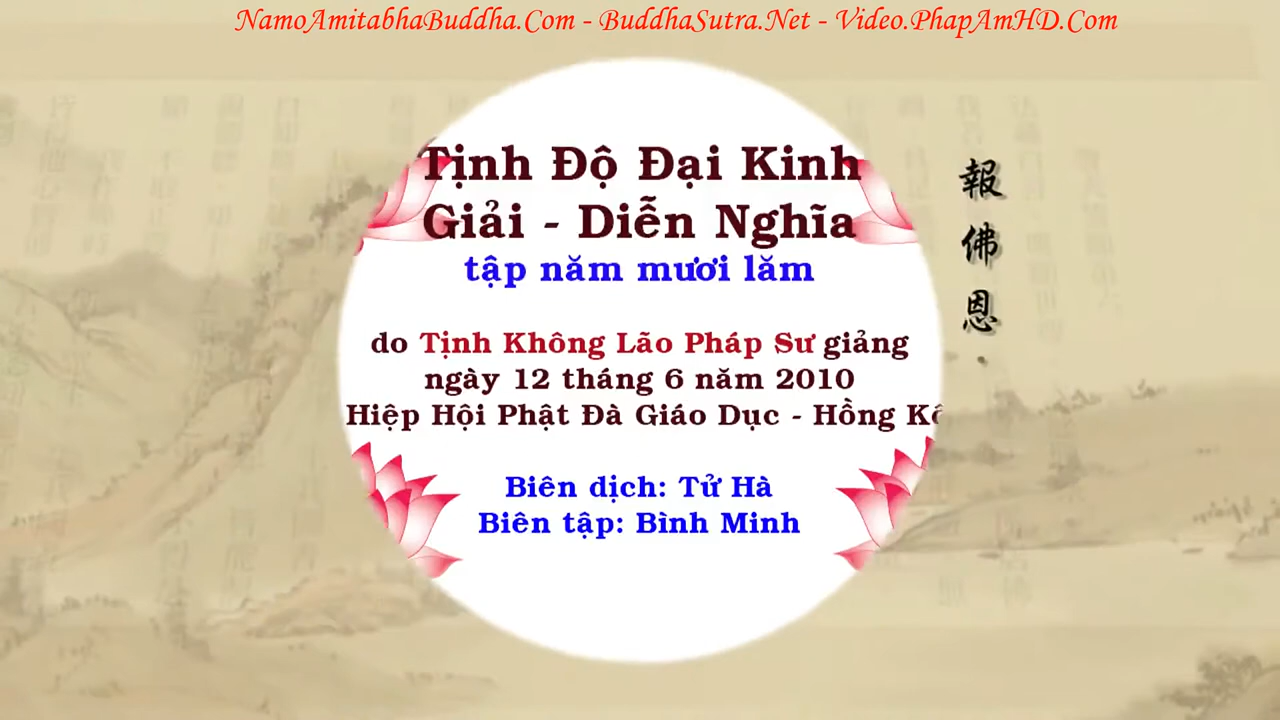 NamoAmitabhaBuddha.Com - BuddhaSutra.Net - Video.PhapAmHD.Com
Tịnh Độ Đại Kinh
Giải - Diễn Nghĩa
tập năm mươi lăm
do Tịnh Không Lão Pháp Sư giảng
ngày 12 tháng 6 năm 2010
Hiệp Hội Phật Đà Giáo Dục - Hồng
Biên dịch: Tử Hà
Biên tập: Bình Minh
報佛恩